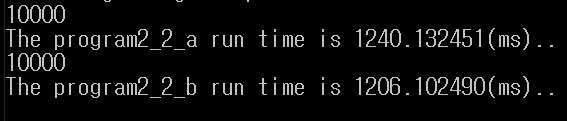 10000
The program2_2_a run time is 1240.132451(ms)..
10000
The program2_2_b run time is 1206.102490(ms)..